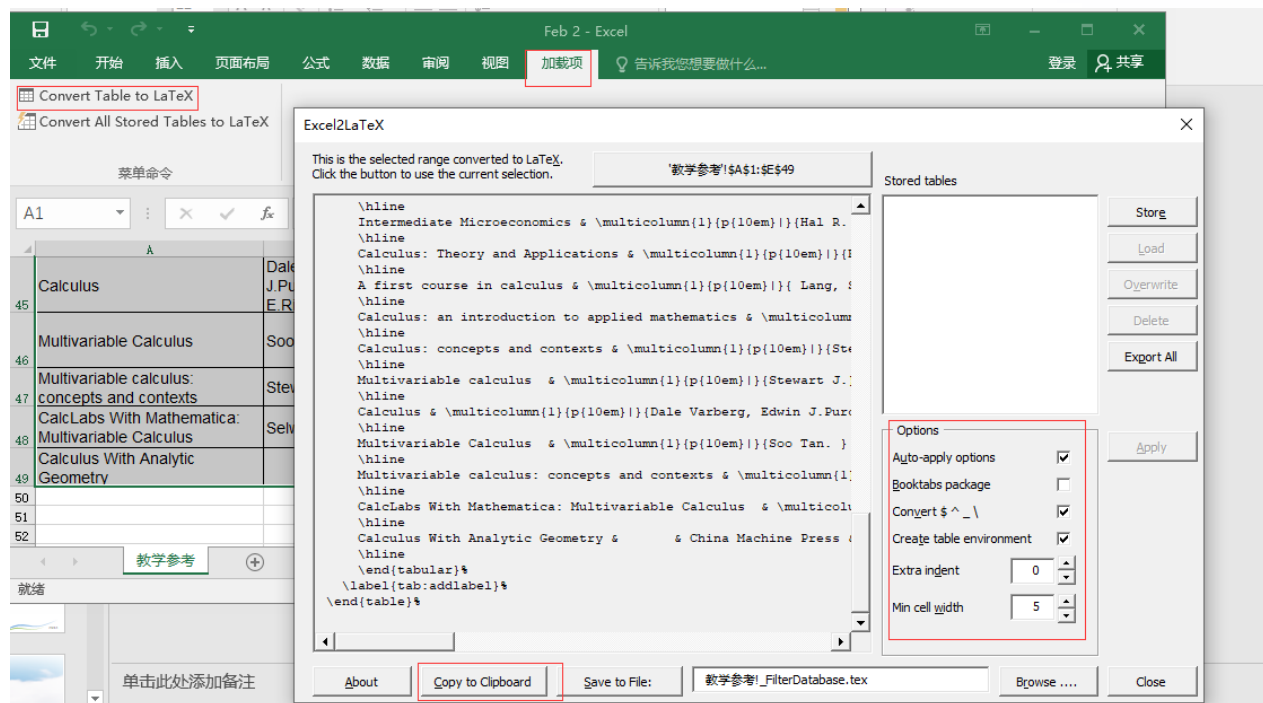 Feb 2 - Excel
文件 开始 插入 页面布局 公式 数据 审阅 视图 加载项 告诉我您想要做什么... 登录 共享
Convert Table to LaTeX
Convert All Stored Tables to LaTeX
菜单命令
A1 fx
A
45 Calculus
Dale
J.Pu
E.R
46 Multivariable Calculus Soo
47 Multivariable calculus:
concepts and contexts
Stew
48 CalcLabs With Mathematica:
Multivariable Calculus
Selw
49 Calculus With Analytic
Geometry
50
51
52
教学参考
就绪
单击此处添加备注
Excel2LaTeX
This is the selected range converted to LaTeX.
Click the button to use the current selection.
'教学参考'!$A$1:$E$49
\hline
Intermediate Microeconomics & \multicolumn{1}{p{10em}|}{Hal R.
\hline
Calculus: Theory and Applications & \multicolumn{1}{p{10em}|}{
\hline
A first course in calculus & \multicolumn{1}{p{10em}|}{ Lang,
\hline
Calculus: an introduction to applied mathematics & \multicolum
\hline
Calculus: concepts and contexts & \multicolumn{1}{p{10em}|}{Ste
\hline
Multivariable calculus  & \multicolumn{1}{p{10em}|}{Stewart J.}
\hline
Calculus & \multicolumn{1}{p{10em}|}{Dale Varberg, Edwin J.Purc
\hline
Multivariable Calculus  & \multicolumn{1}{p{10em}|}{Soo Tan. }
\hline
Multivariable calculus: concepts and contexts & \multicolumn{1
\hline
CalcLabs With Mathematica: Multivariable Calculus  & \multicol
\hline
Calculus With Analytic Geometry &       & China Machine Press &
\hline
\end{tabular}%
\label{tab:addlabel}%
\end{table}%
Stored tables
Store
Load
Overwrite
Delete
Export All
Options
Auto-apply options
Booktabs package
Convert $ ^ _ \
Create table environment
Extra indent 0
Min cell width 5
Apply
About Copy to Clipboard Save to File: 教学参考!_FilterDatabase.tex Browse .... Close